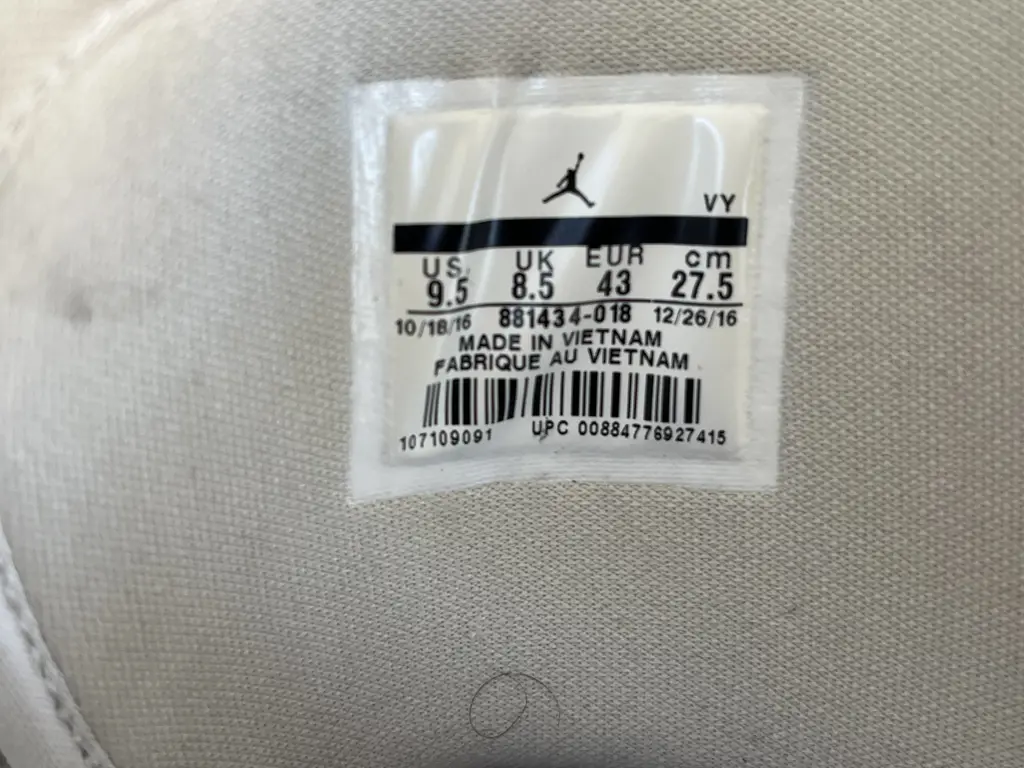 VY
US UK EUR cm
9.5 8.5 43 27.5
10/18/16 881434-018 12/26/16
MADE IN VIETNAM
FABRIQUE AU VIETNAM
107109091 UPC 00884776927415